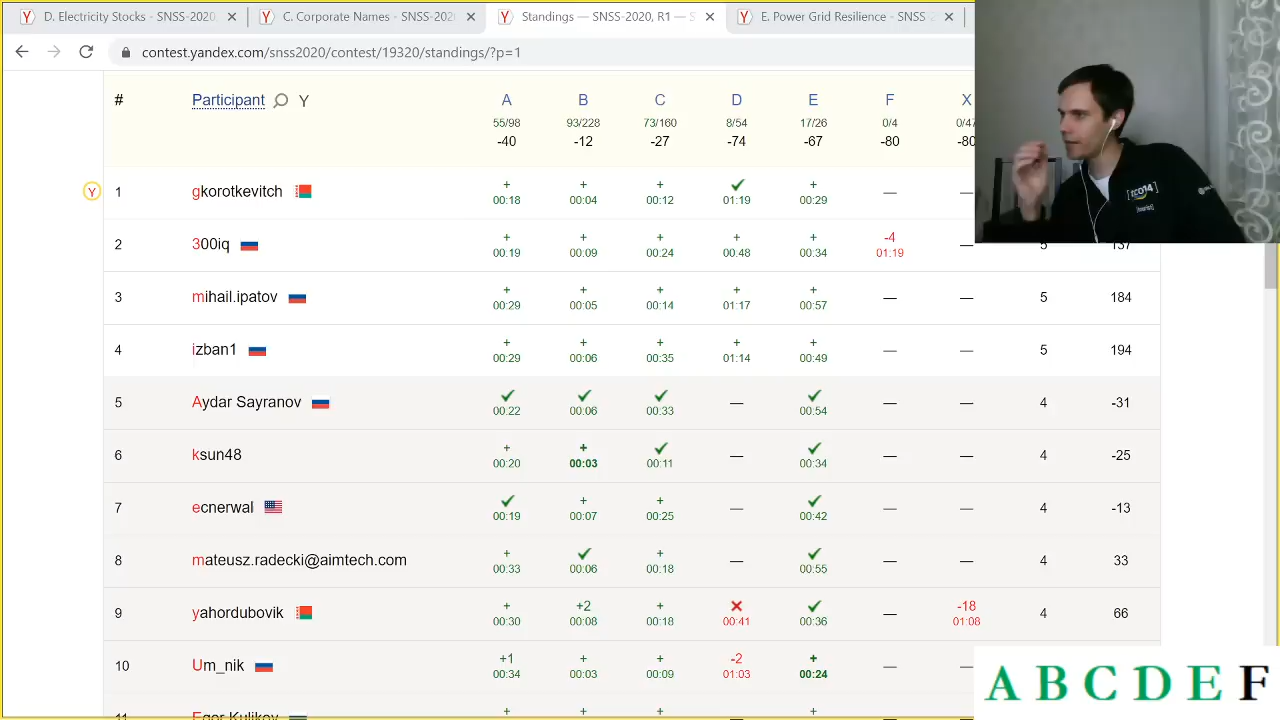 D. Electricity Stocks - SNSS-2020, C. Corporate Names - SNSS-2020 Standings — SNSS-2020, R1 — S E. Power Grid Resilience - SNSS-
contest.yandex.com/snss2020/contest/19320/standings/?p=1
# Participant Y A B C D E F X
55/98 93/228 73/160 8/54 17/26 0/4 0/47
-40 -12 -27 -74 -67 -80 -80
Y 1 gkorotkevitch + + + ✓ + — —
00:18 00:04 00:12 01:19 00:29
2 300iq + + + + + -4 — 5 137
00:19 00:09 00:24 00:48 00:34 01:19
3 mihail.ipatov + + + + + — — 5 184
00:29 00:05 00:14 01:17 00:57
4 izban1 + + + + + — — 5 194
00:29 00:06 00:35 01:14 00:49
5 Aydar Sayranov ✓ ✓ ✓ — ✓ — — 4 -31
00:22 00:06 00:33 00:54
6 ksun48 + + ✓ — ✓ — — 4 -25
00:20 00:03 00:11 00:34
7 ecnerwal ✓ + + — ✓ — — 4 -13
00:19 00:07 00:25 00:42
8 mateusz.radecki@aimtech.com + ✓ + — ✓ — — 4 33
00:33 00:06 00:18 00:55
9 yahordubovik + +2 + ✗ ✓ — -18 4 66
00:30 00:08 00:18 00:41 00:36 01:08
10 Um_nik +1 + + -2 + — —
00:34 00:03 00:09 01:03 00:24
11 Egor Kulikov + + + + +
A B C D E F